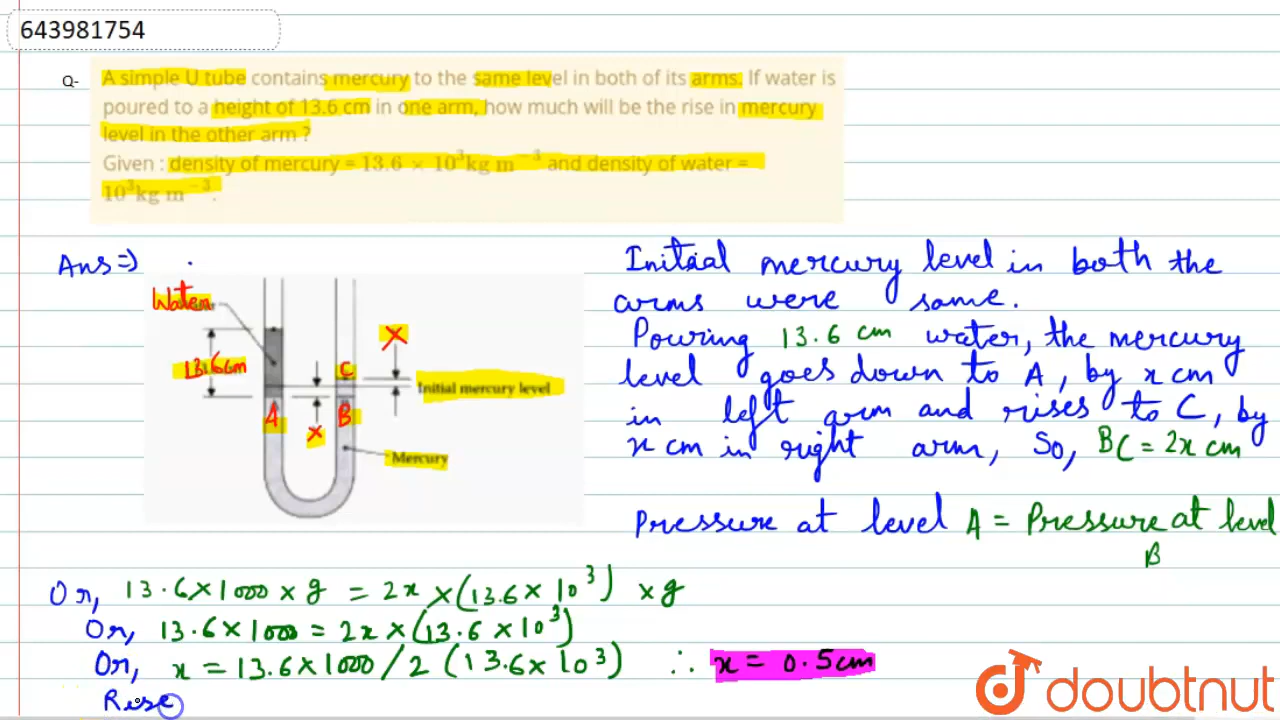 643981754
Q- A simple U tube contains mercury to the same level in both of its arms. If water is
poured to a height of 13.6 cm in one arm, how much will be the rise in mercury
level in the other arm ?
Given : density of mercury = 13.6 × 10³kg m⁻³ and density of water =
10³kg m⁻³.
Ans ⇒)
Water
13.6cm
X
C
Initial mercury level
A
B
X
Mercury
Initial mercury level in both the
arms were same.
Pouring 13.6 cm water, the mercury
level goes down to A, by x cm
in left arm and rises to C, by
x cm in right arm, So, BC = 2x cm
Pressure at level A = Pressure at level
B
Or, 13.6×1000 × g = 2x × (13.6× 10³) × g
Or, 13.6×1000 = 2x × (13.6 × 10³)
Or, x = 13.6×1000 / 2 (13.6× 10³) ∴ x = 0.5cm
Rise
doubtnut